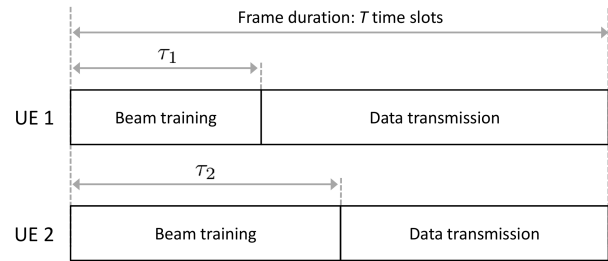 Frame duration: T time slots
τ1
UE 1 Beam training Data transmission
τ2
UE 2 Beam training Data transmission